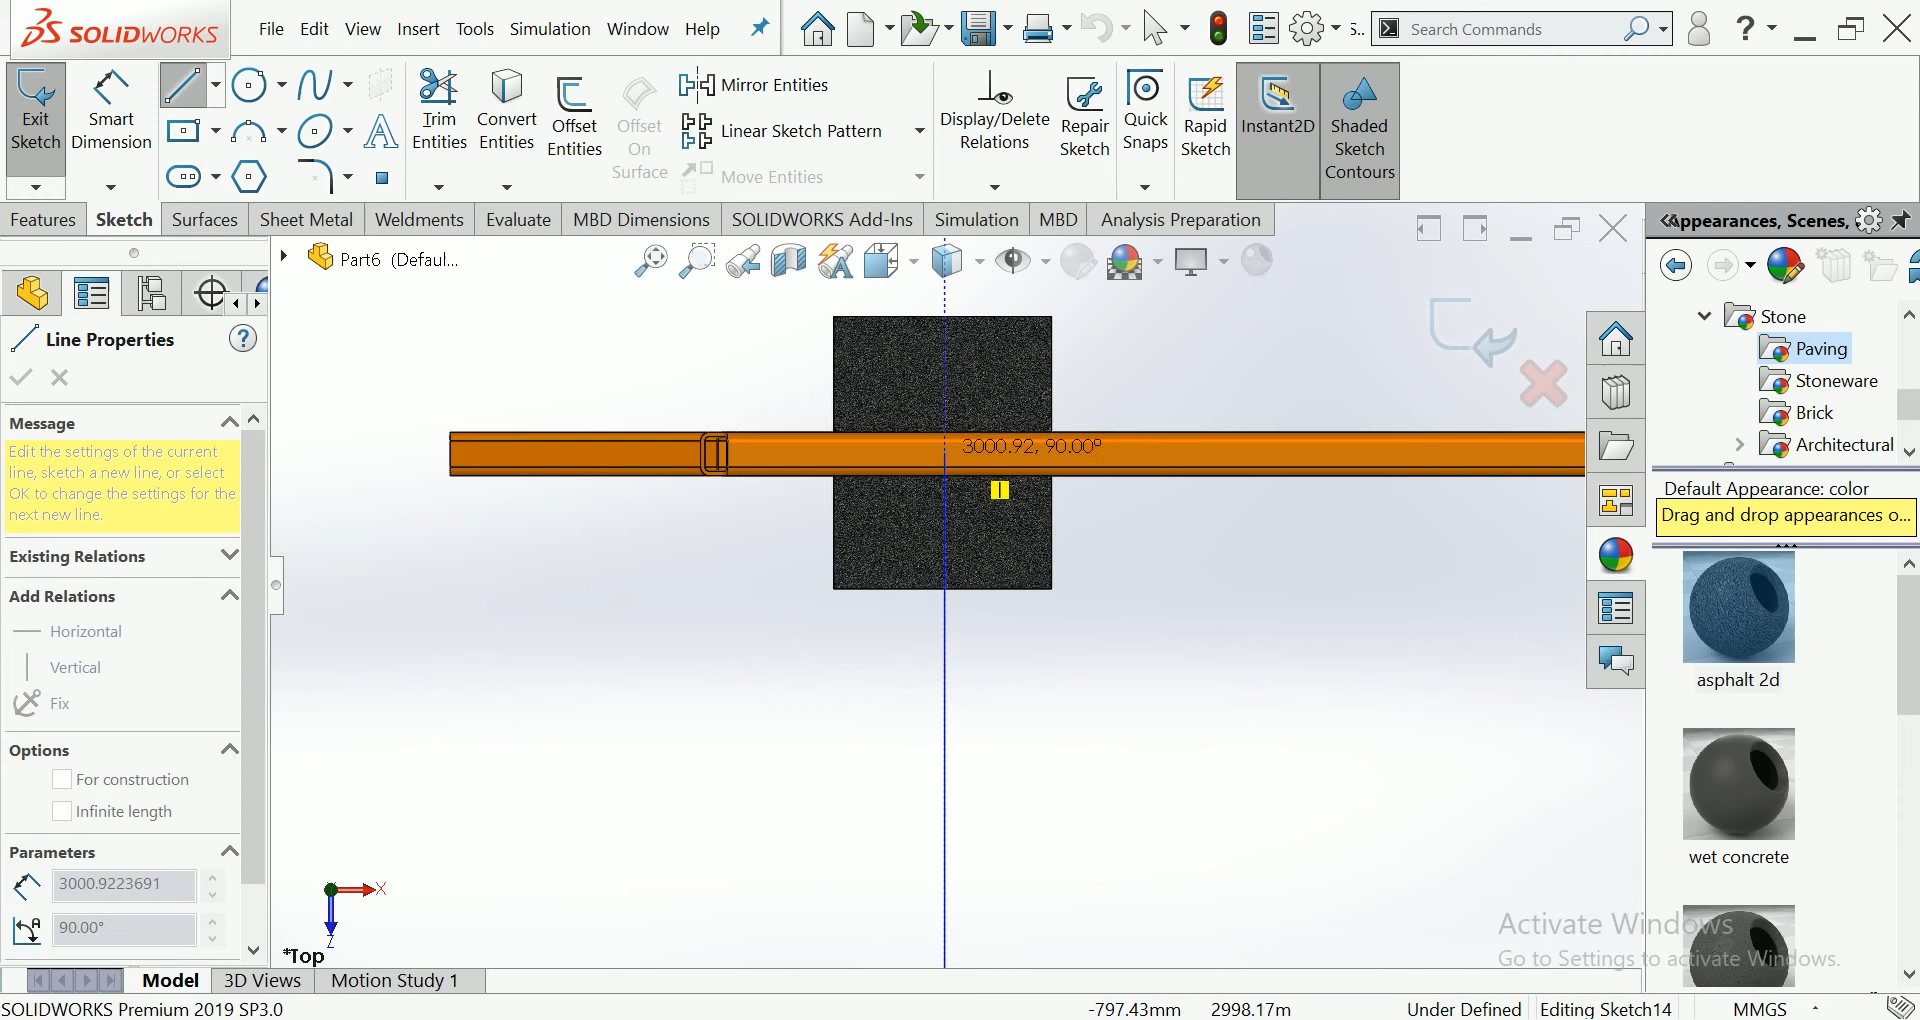 SOLIDWORKS
File Edit View Insert Tools Simulation Window Help
S..
Search Commands
Exit Sketch
Smart Dimension
Trim Entities
Convert Entities
Offset Entities
Offset On Surface
Mirror Entities
Linear Sketch Pattern
Move Entities
Display/Delete Relations
Repair Sketch
Quick Snaps
Rapid Sketch
Instant2D
Shaded Sketch Contours
Features Sketch Surfaces Sheet Metal Weldments Evaluate MBD Dimensions SOLIDWORKS Add-Ins Simulation MBD Analysis Preparation
Appearances, Scenes,
Part6 (Defaul...
Line Properties
Message
Edit the settings of the current
line, sketch a new line, or select
OK to change the settings for the
next new line.
Existing Relations
Add Relations
Horizontal
Vertical
Fix
Options
For construction
Infinite length
Parameters
3000.9223691
90.00°
3000.92, 90.00°
X
Z
*Top
Stone
Paving
Stoneware
Brick
Architectural
Default Appearance: color
Drag and drop appearances o...
asphalt 2d
wet concrete
Activate Windows
Go to Settings to activate Windows.
Model 3D Views Motion Study 1
SOLIDWORKS Premium 2019 SP3.0
-797.43mm 2998.17m Under Defined Editing Sketch14 MMGS